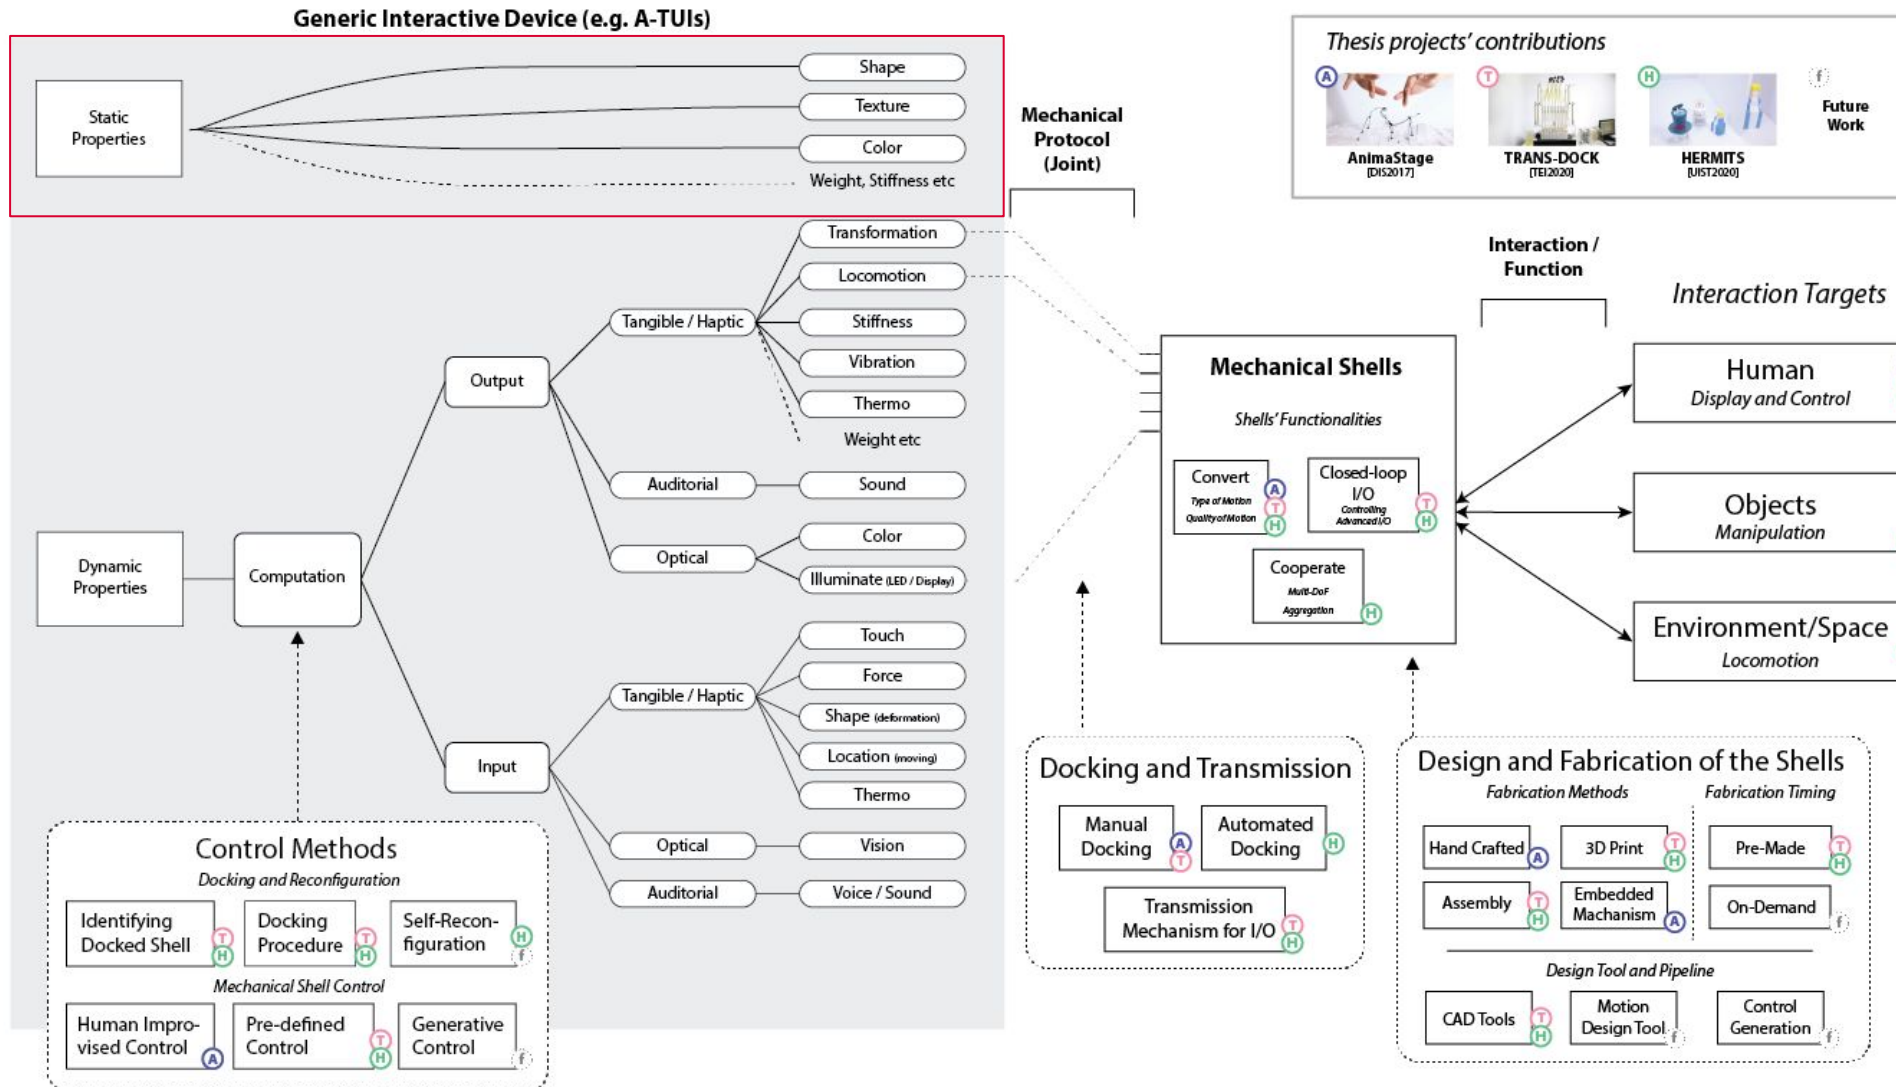 Generic Interactive Device (e.g. A-TUIs)
Static
Properties
Shape
Texture
Color
Weight, Stiffness etc
Mechanical
Protocol
(Joint)
Thesis projects' contributions
A
T
H
f
AnimaStage
[DIS2017]
TRANS-DOCK
[TEI2020]
HERMITS
[UIST2020]
Future
Work
Dynamic
Properties
Computation
Output
Tangible / Haptic
Transformation
Locomotion
Stiffness
Vibration
Thermo
Weight etc
Auditorial
Sound
Optical
Color
Illuminate (LED / Display)
Input
Tangible / Haptic
Touch
Force
Shape (deformation)
Location (moving)
Thermo
Optical
Vision
Auditorial
Voice / Sound
Interaction /
Function
Interaction Targets
Mechanical Shells
Shells' Functionalities
Convert
Type of Motion
Quality of Motion
A
T
H
Closed-loop
I/O
Controlling
Advanced I/O
T
H
Cooperate
Multi-DoF
Aggregation
H
Human
Display and Control
Objects
Manipulation
Environment/Space
Locomotion
Control Methods
Docking and Reconfiguration
Identifying
Docked Shell
T
H
Docking
Procedure
T
H
Self-Recon-
figuration
H
f
Mechanical Shell Control
Human Impro-
vised Control
A
Pre-defined
Control
T
H
Generative
Control
f
Docking and Transmission
Manual
Docking
A
T
Automated
Docking
H
Transmission
Mechanism for I/O
T
H
Design and Fabrication of the Shells
Fabrication Methods
Fabrication Timing
Hand Crafted
A
3D Print
T
H
Pre-Made
T
H
Assembly
T
H
Embedded
Machanism
A
On-Demand
f
Design Tool and Pipeline
CAD Tools
T
H
Motion
Design Tool
f
Control
Generation
f